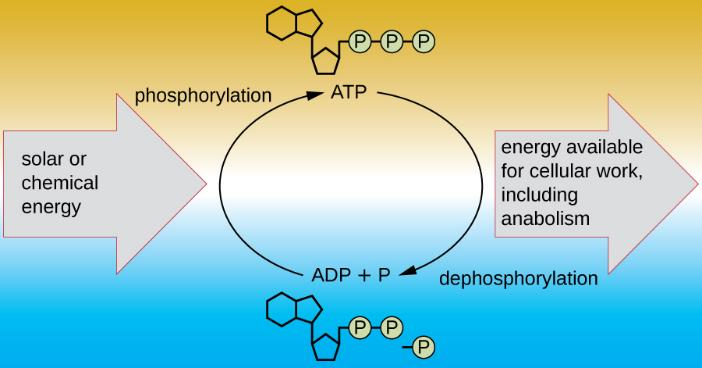 P P P
phosphorylation
ATP
solar or
chemical
energy
energy available
for cellular work,
including
anabolism
ADP + P
dephosphorylation
P P
P